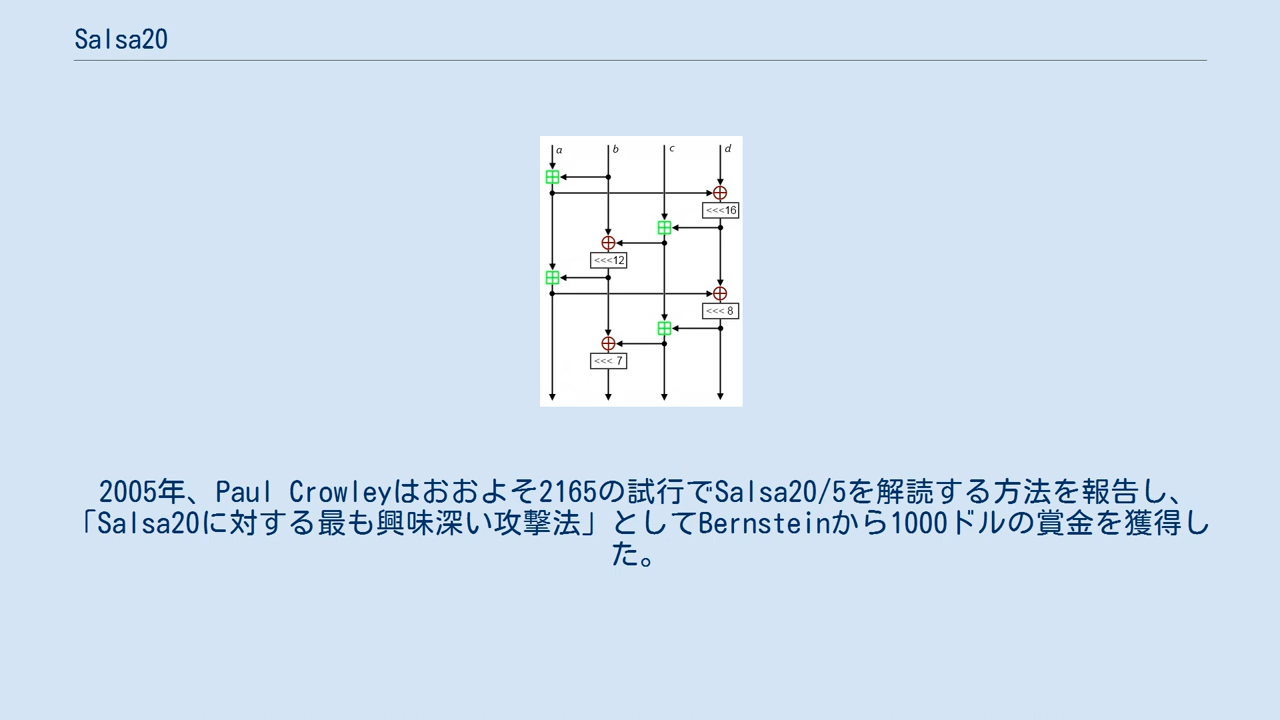 Salsa20
a b c d
<<<16
<<<12
<<< 8
<<< 7
2005年、Paul Crowleyはおおよそ2165の試行でSalsa20/5を解読する方法を報告し、
「Salsa20に対する最も興味深い攻撃法」としてBernsteinから1000ドルの賞金を獲得し
た。